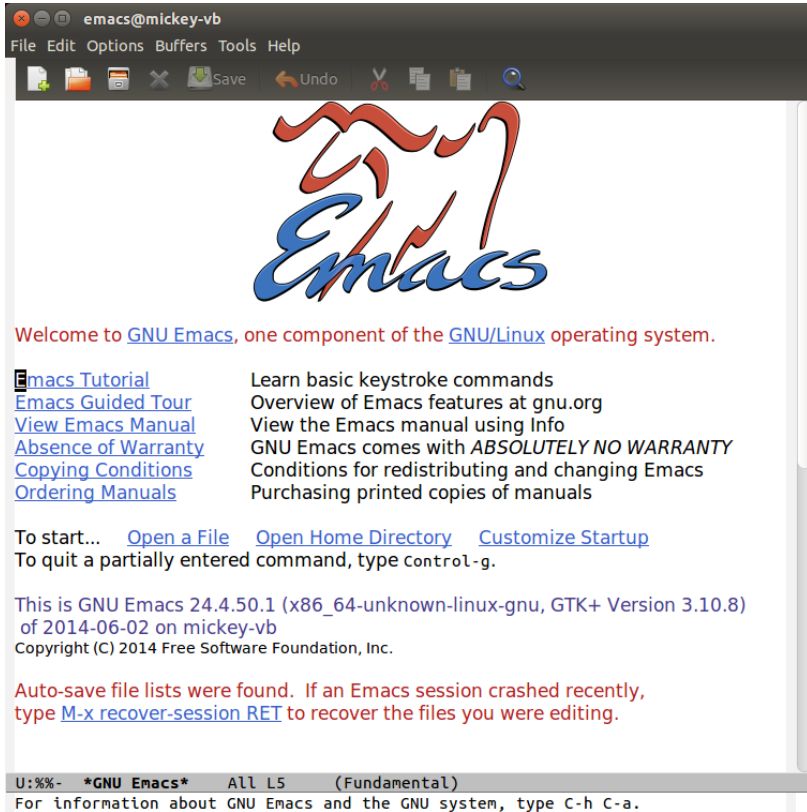 emacs@mickey-vb
File Edit Options Buffers Tools Help
Save Undo
Emacs
Welcome to GNU Emacs, one component of the GNU/Linux operating system.
Emacs Tutorial Learn basic keystroke commands
Emacs Guided Tour Overview of Emacs features at gnu.org
View Emacs Manual View the Emacs manual using Info
Absence of Warranty GNU Emacs comes with ABSOLUTELY NO WARRANTY
Copying Conditions Conditions for redistributing and changing Emacs
Ordering Manuals Purchasing printed copies of manuals
To start... Open a File Open Home Directory Customize Startup
To quit a partially entered command, type Control-g.
This is GNU Emacs 24.4.50.1 (x86_64-unknown-linux-gnu, GTK+ Version 3.10.8)
of 2014-06-02 on mickey-vb
Copyright (C) 2014 Free Software Foundation, Inc.
Auto-save file lists were found. If an Emacs session crashed recently,
type M-x recover-session RET to recover the files you were editing.
U:%%- *GNU Emacs* All L5 (Fundamental)
For information about GNU Emacs and the GNU system, type C-h C-a.